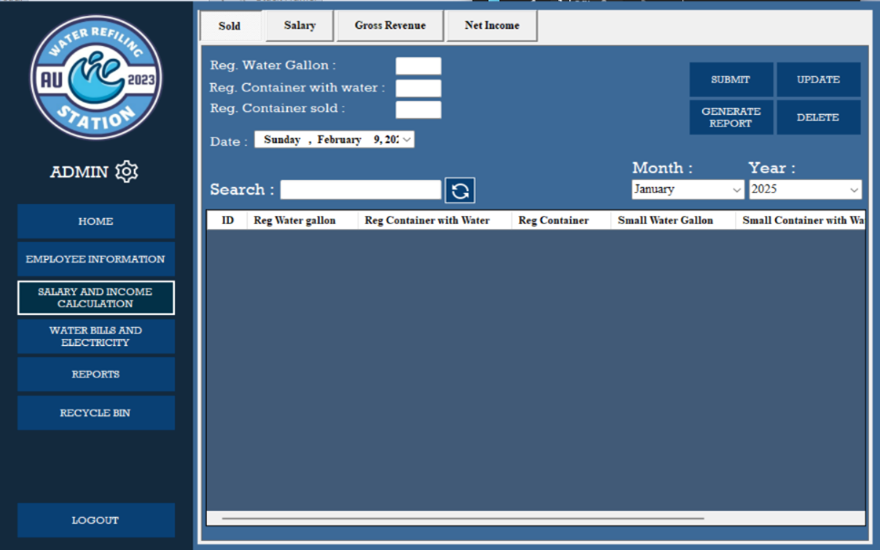 WATER REFILING
AU 2023
STATION
ADMIN
HOME
EMPLOYEE INFORMATION
SALARY AND INCOME
CALCULATION
WATER BILLS AND
ELECTRICITY
REPORTS
RECYCLE BIN
LOGOUT
Sold Salary Gross Revenue Net Income
Reg. Water Gallon :
Reg. Container with water :
Reg. Container sold :
Date : Sunday , February 9, 202
SUBMIT UPDATE
GENERATE
REPORT
DELETE
Month : Year :
Search : January 2025
ID Reg Water gallon Reg Container with Water Reg Container Small Water Gallon Small Container with Wa